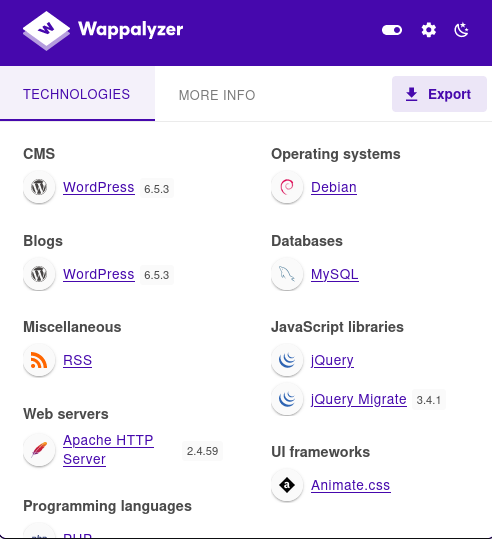 Wappalyzer
TECHNOLOGIES
MORE INFO
Export
CMS
WordPress 6.5.3
Blogs
WordPress 6.5.3
Miscellaneous
RSS
Web servers
Apache HTTP
Server
2.4.59
Programming languages
PHP
Operating systems
Debian
Databases
MySQL
JavaScript libraries
jQuery
jQuery Migrate 3.4.1
UI frameworks
Animate.css